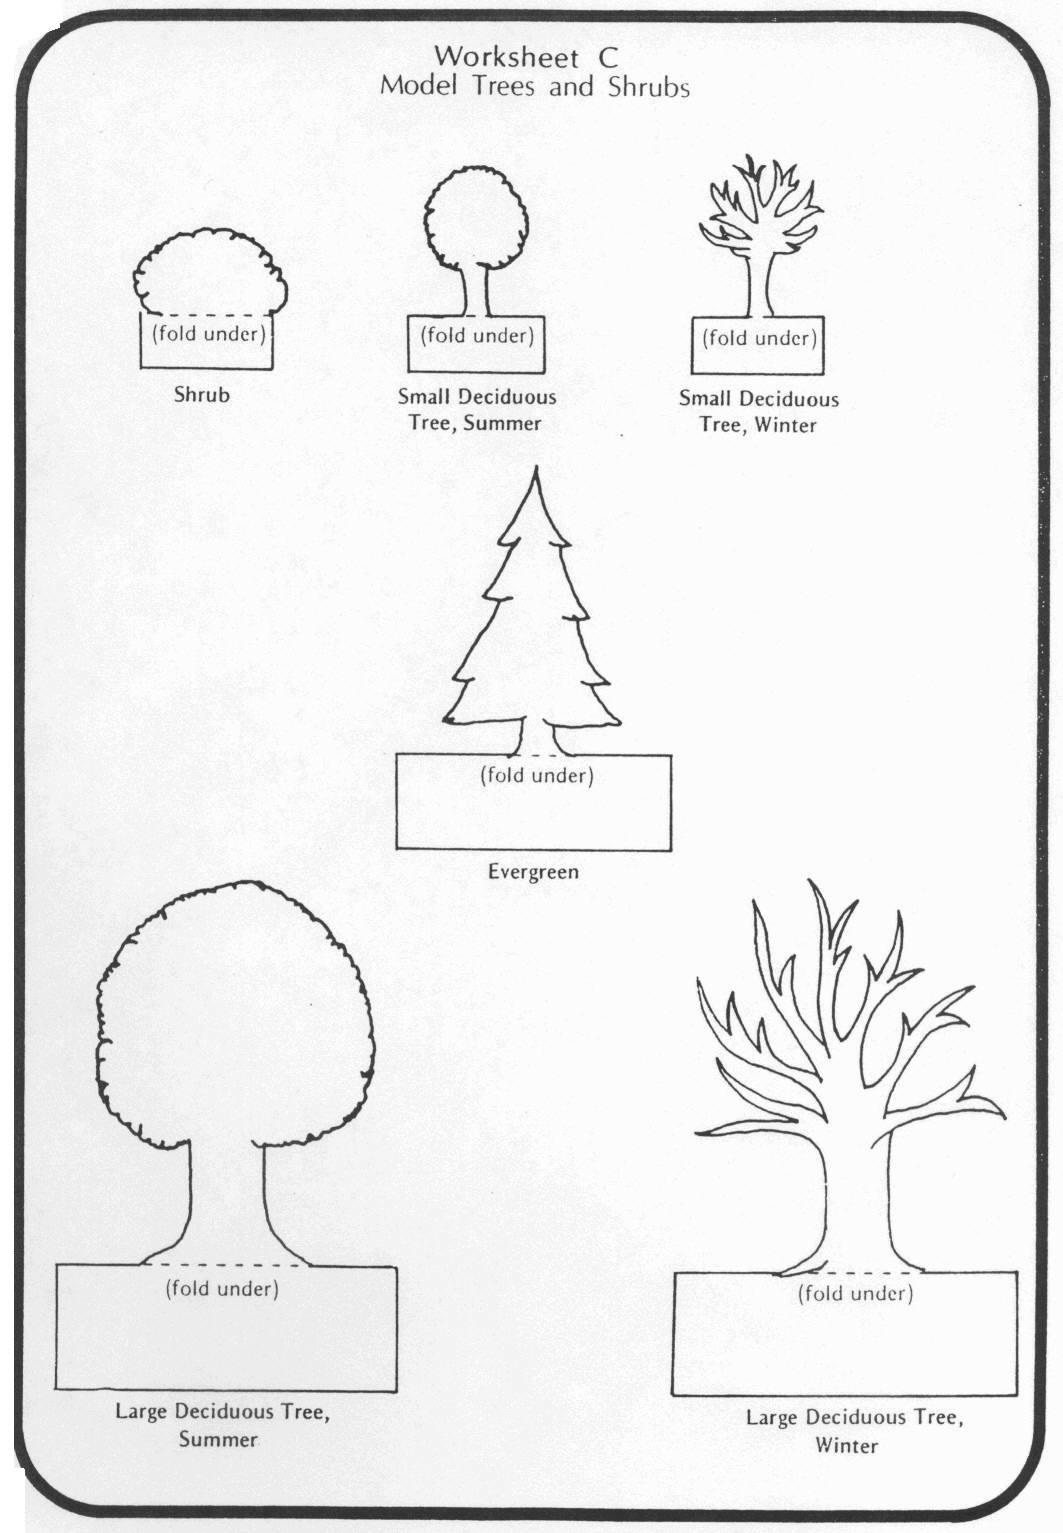 Worksheet C
Model Trees and Shrubs
(fold under)
Shrub
(fold under)
Small Deciduous
Tree, Summer
(fold under)
Small Deciduous
Tree, Winter
(fold under)
Evergreen
(fold under)
Large Deciduous Tree,
Summer
(fold under)
Large Deciduous Tree,
Winter